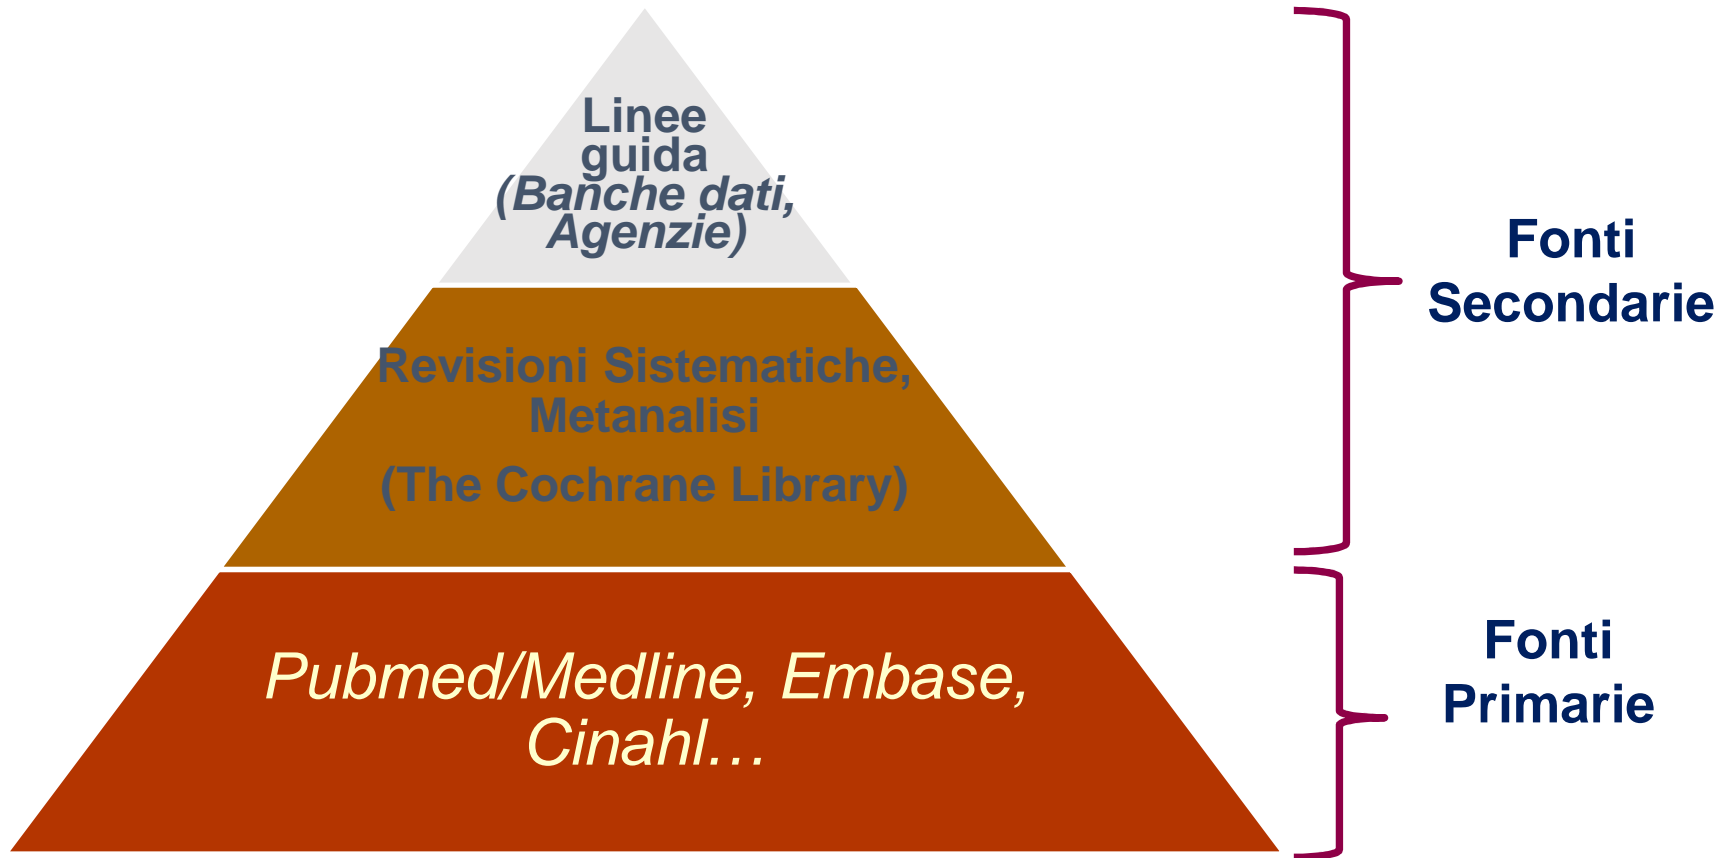 Linee
guida
(Banche dati,
Agenzie)
Fonti
Secondarie
Revisioni Sistematiche,
Metanalisi
(The Cochrane Library)
Pubmed/Medline, Embase,
Cinahl…
Fonti
Primarie